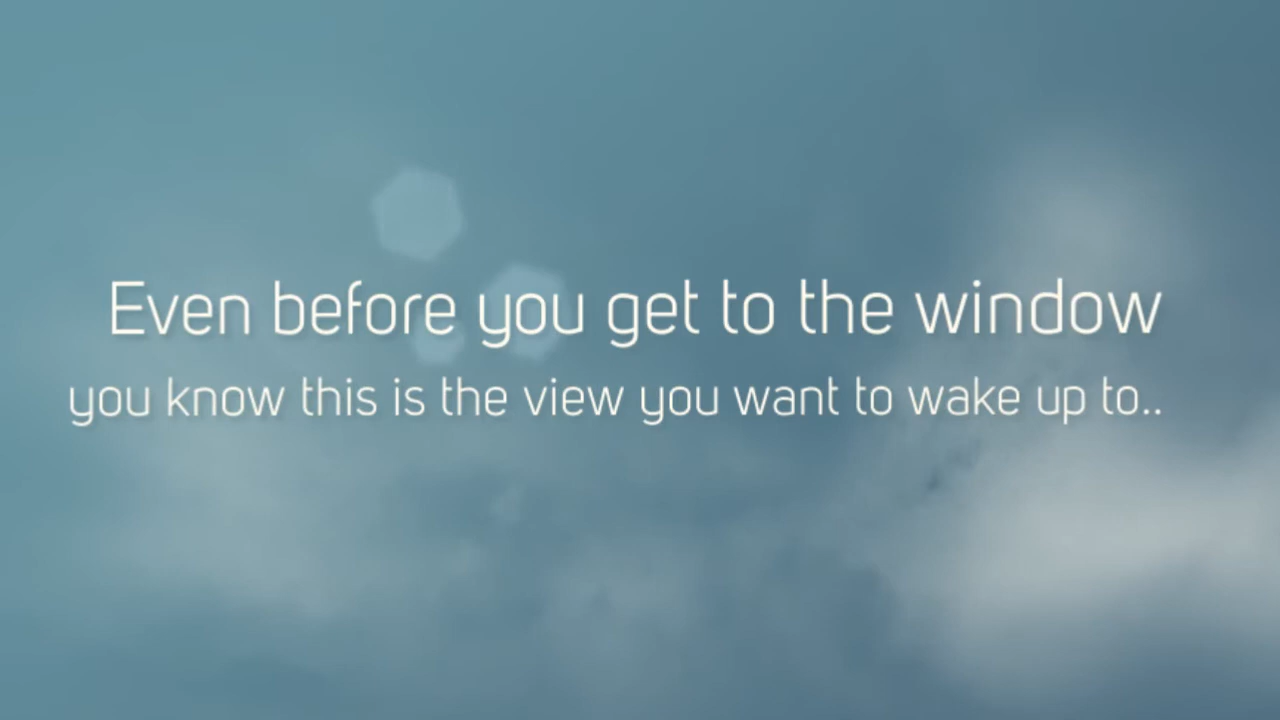 Even before you get to the window
you know this is the view you want to wake up to..